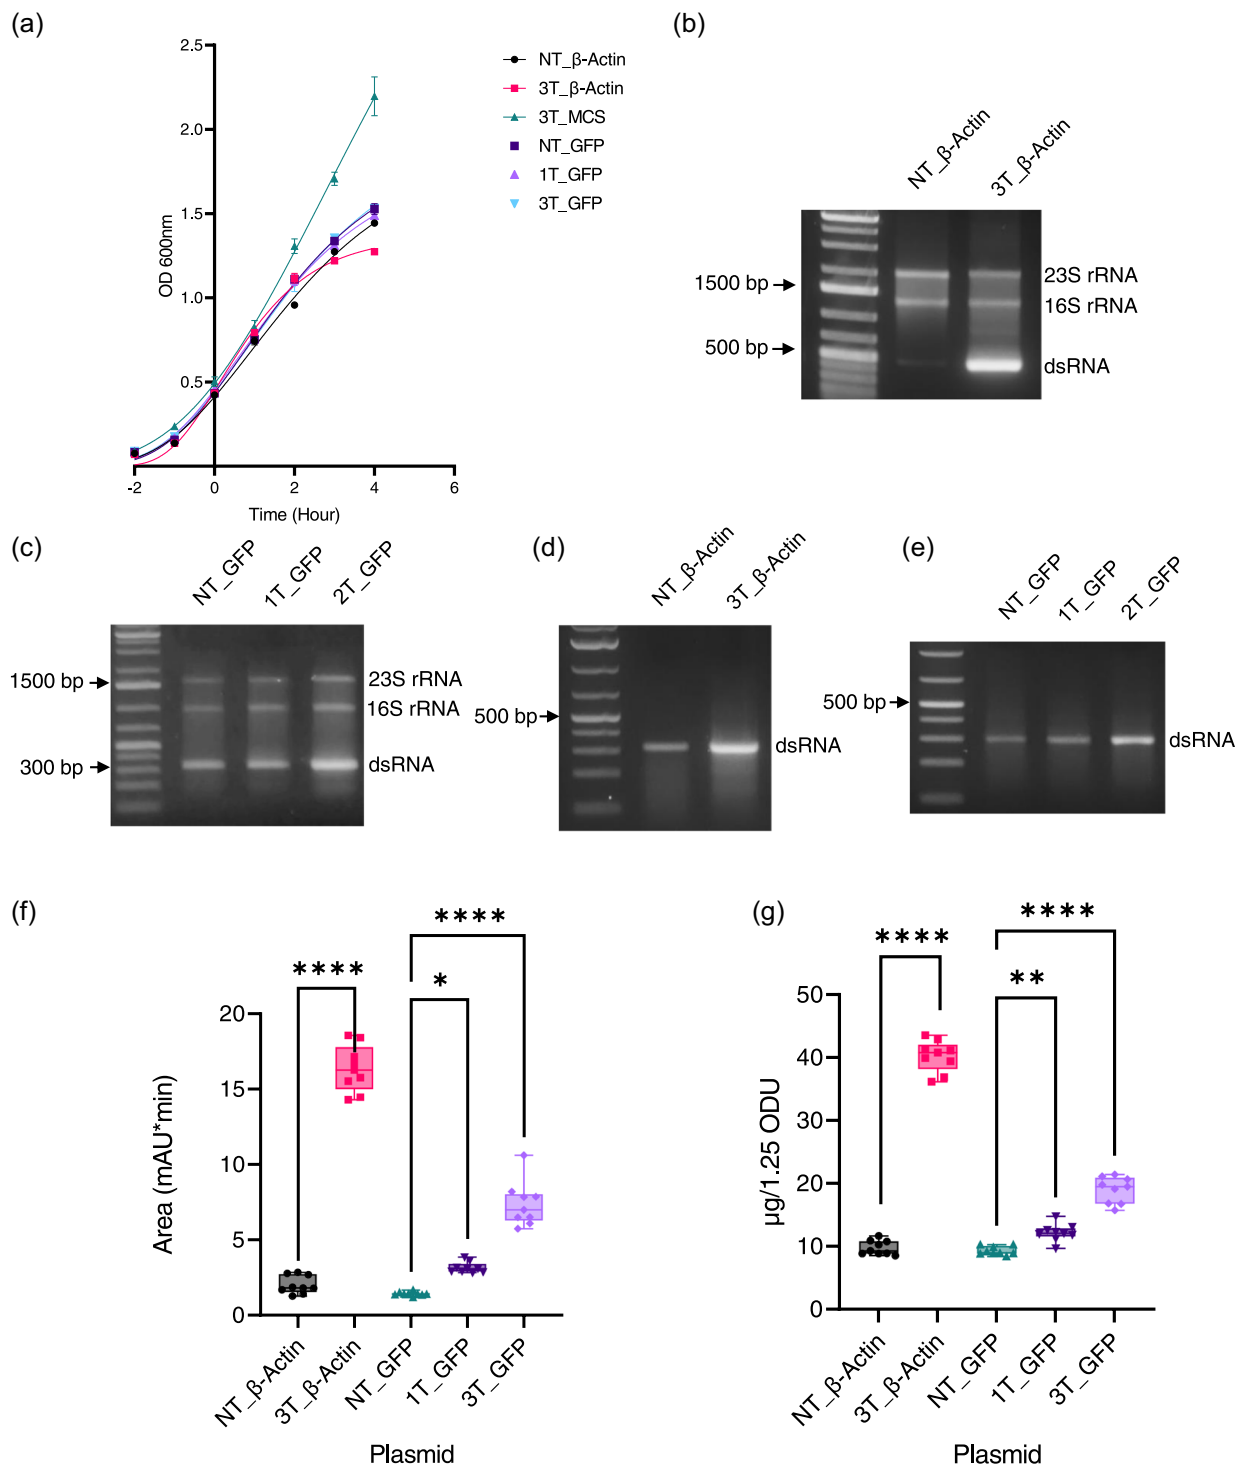 (a)
2.5
2.0
1.5
1.0
0.5
OD 600nm
-2
0
2
4
6
Time (Hour)
NT_β-Actin
3T_β-Actin
3T_MCS
NT_GFP
1T_GFP
3T_GFP
(b)
NT_β-Actin
3T_β-Actin
1500 bp
500 bp
23S rRNA
16S rRNA
dsRNA
(c)
NT_GFP
1T_GFP
2T_GFP
1500 bp
300 bp
23S rRNA
16S rRNA
dsRNA
(d)
NT_β-Actin
3T_β-Actin
500 bp
dsRNA
(e)
NT_GFP
1T_GFP
2T_GFP
500 bp
dsRNA
(f)
****
****
*
20
15
10
5
0
Area (mAU*min)
NT_β-Actin
3T_β-Actin
NT_GFP
1T_GFP
3T_GFP
Plasmid
(g)
****
****
**
50
40
30
20
10
0
µg/1.25 ODU
NT_β-Actin
3T_β-Actin
NT_GFP
1T_GFP
3T_GFP
Plasmid